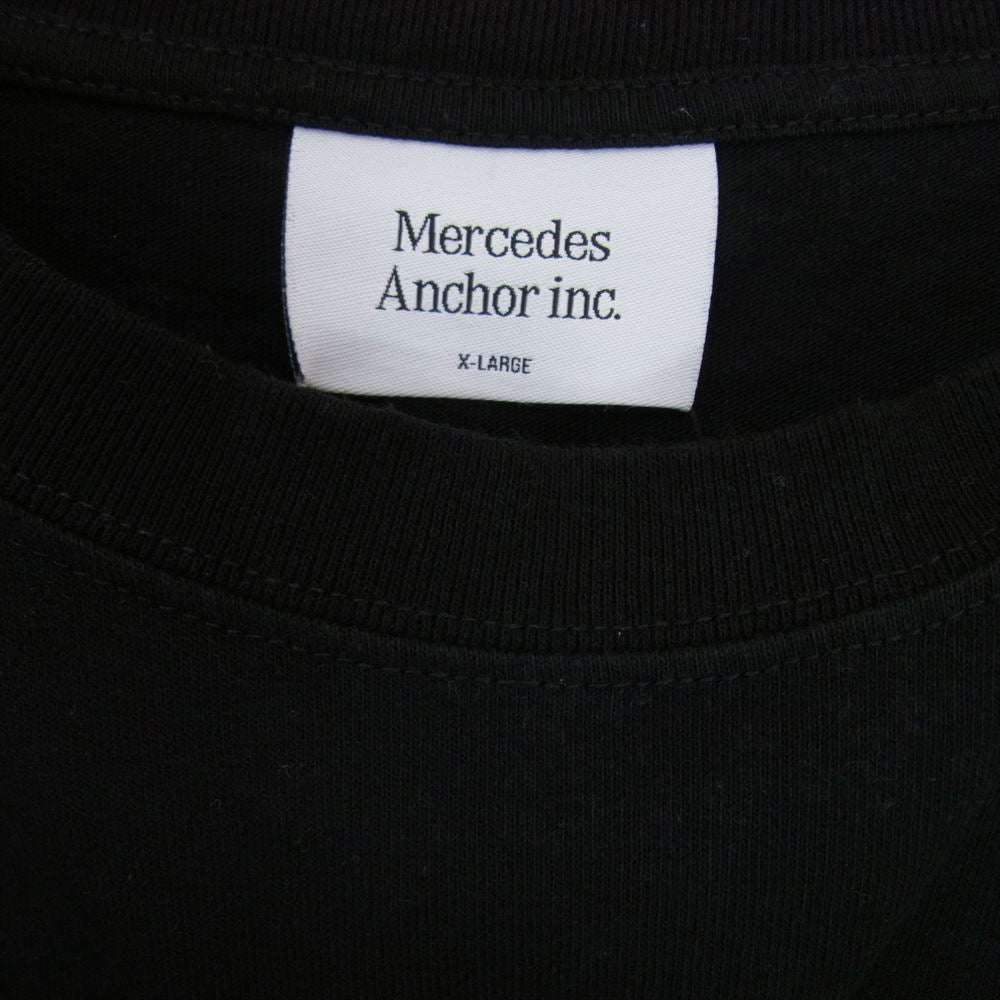 Mercedes
Anchor inc.
X-LARGE